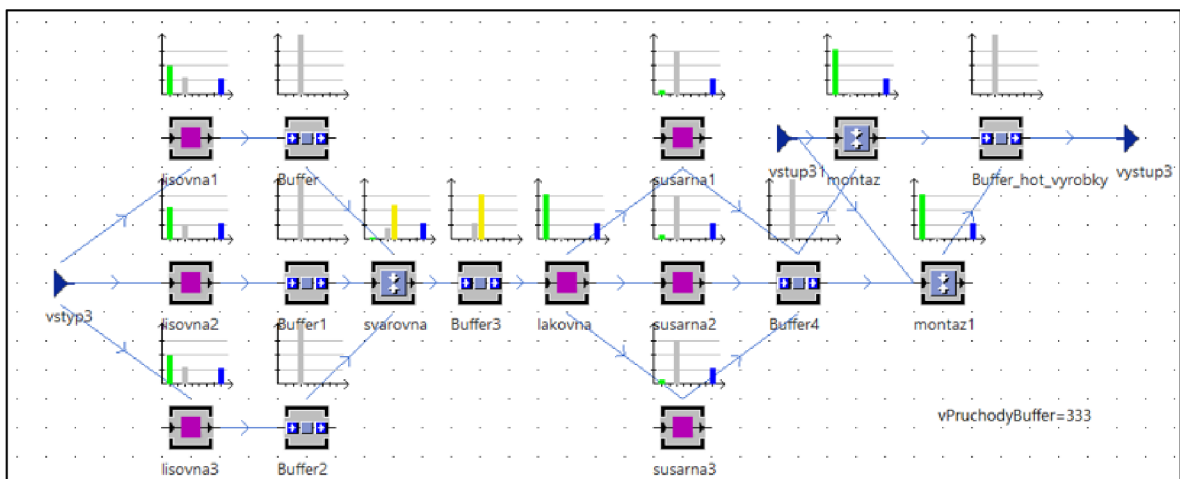 lisovna1
Buffer
susarna1
vstup31
montaz
Buffer_hot_vyrobky
vystup3
vstyp3
lisovna2
Buffer1
svarovna
Buffer3
lakovna
susarna2
Buffer4
montaz1
vPruchodyBuffer=333
lisovna3
Buffer2
susarna3